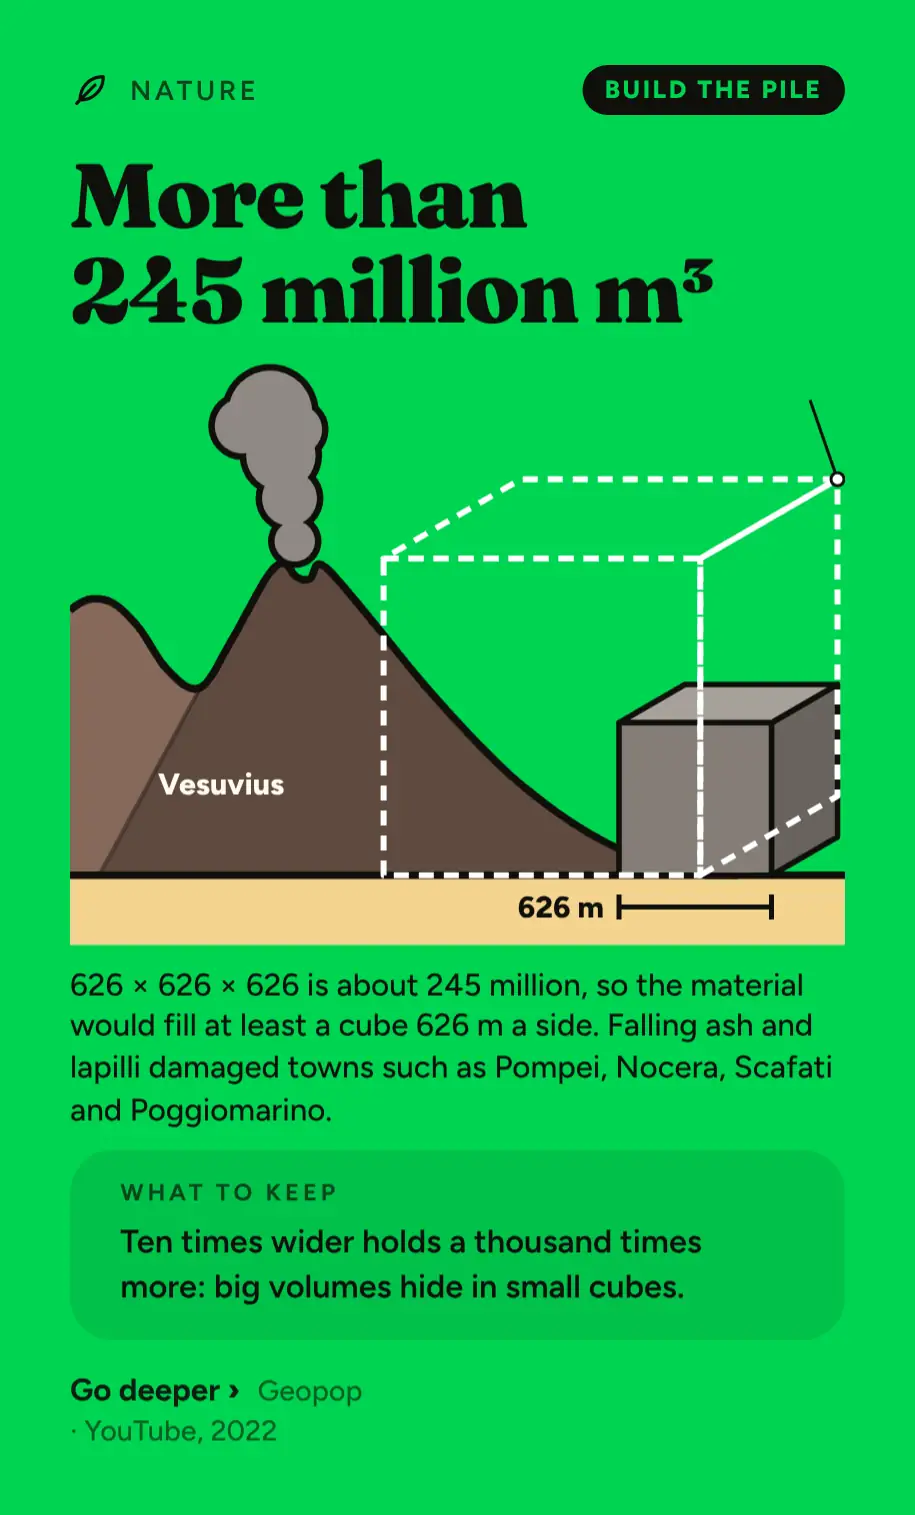 NATURE
BUILD THE PILE
More than
245 million m³
Vesuvius
626 m
626 × 626 × 626 is about 245 million, so the material
would fill at least a cube 626 m a side. Falling ash and
lapilli damaged towns such as Pompei, Nocera, Scafati
and Poggiomarino.
WHAT TO KEEP
Ten times wider holds a thousand times
more: big volumes hide in small cubes.
Go deeper › Geopop
· YouTube, 2022